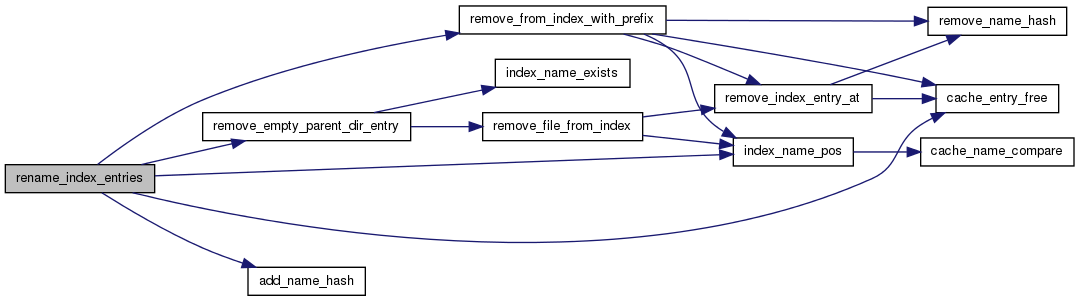 remove_from_index_with_prefix
remove_name_hash
index_name_exists
remove_index_entry_at
cache_entry_free
remove_empty_parent_dir_entry
remove_file_from_index
index_name_pos
cache_name_compare
rename_index_entries
add_name_hash